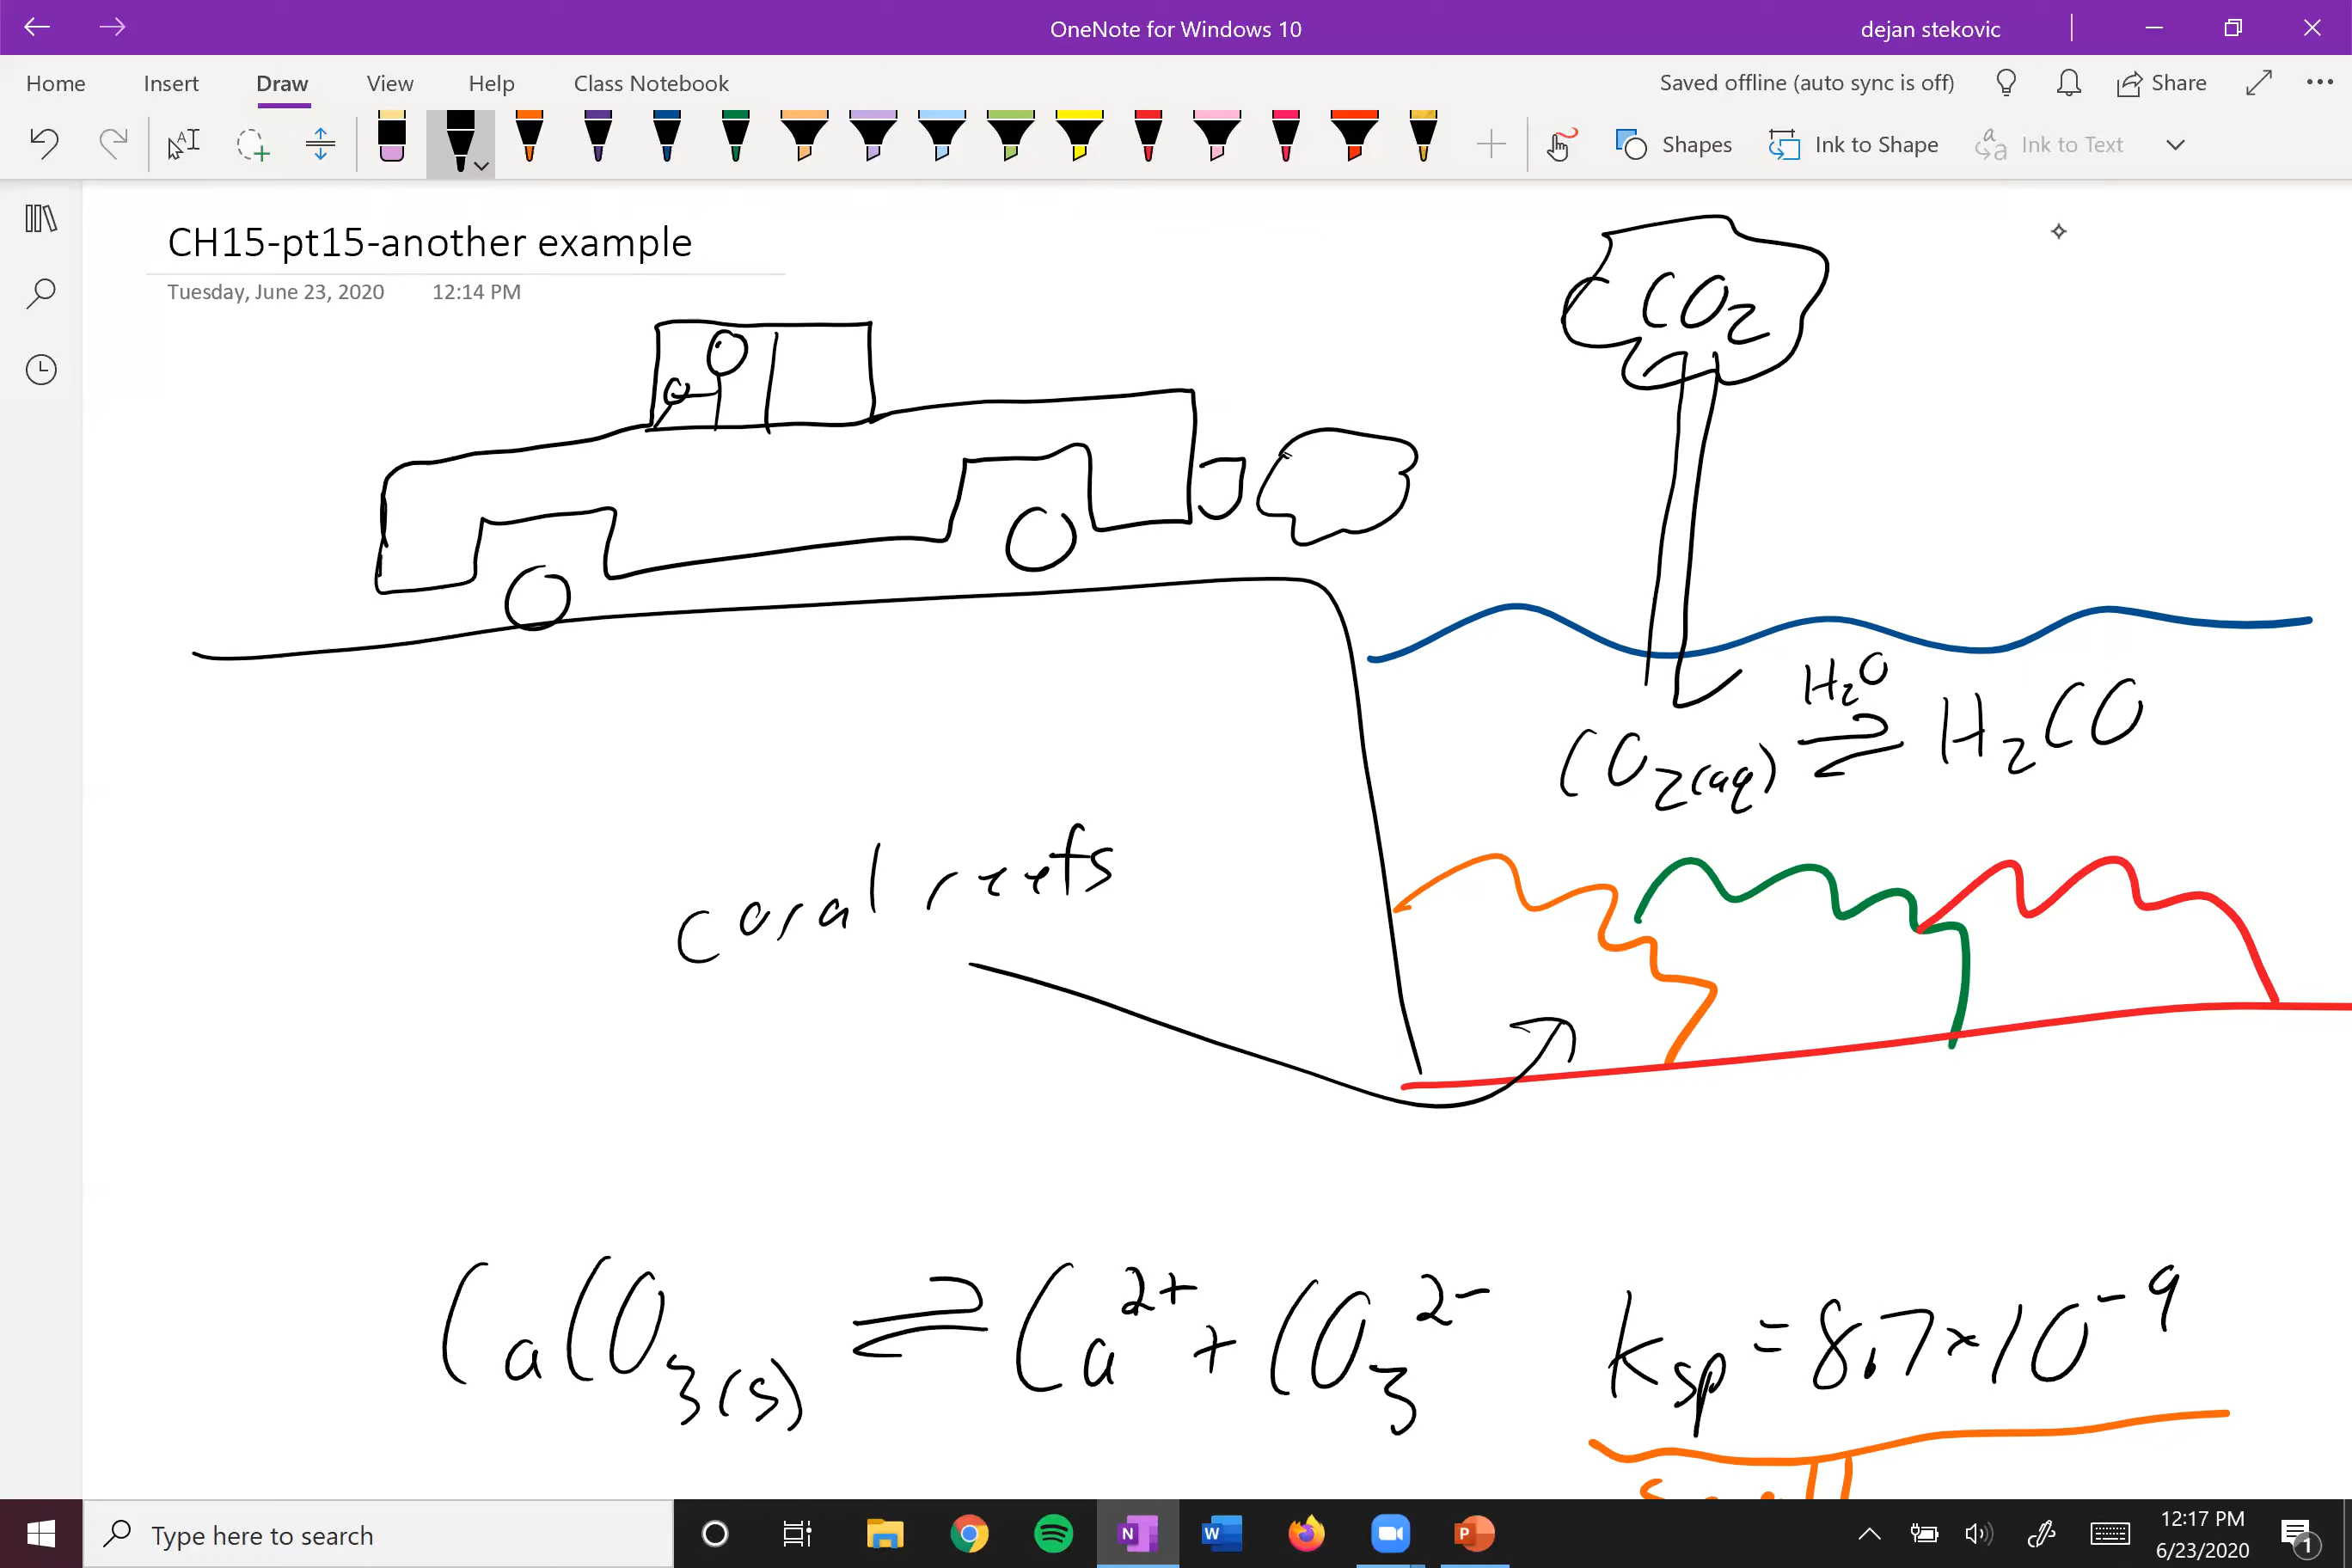 OneNote for Windows 10
dejan stekovic
Home Insert Draw View Help Class Notebook
Saved offline (auto sync is off) Share
Shapes Ink to Shape Ink to Text
CH15-pt15-another example
Tuesday, June 23, 2020 12:14 PM
CO₂
H₂O
CO₂(aq) ⇌ H₂CO
coral reefs
CaCO₃(s) ⇌ Ca²⁺ + CO₃²⁻ Ksp = 8.7×10⁻⁹
Type here to search
12:17 PM
6/23/2020
1